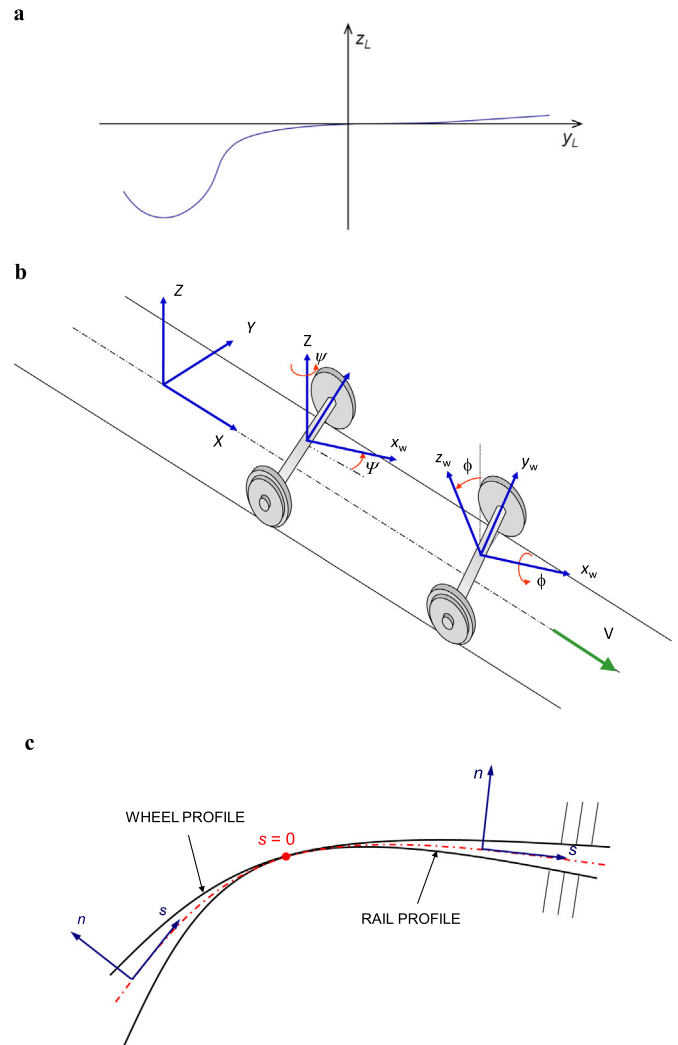 a
z_L
y_L
b
Z
Y
X
Z
ψ
x_w
Ψ
z_w
ϕ
y_w
x_w
ϕ
V
c
n
WHEEL PROFILE
s = 0
s
RAIL PROFILE
s
n